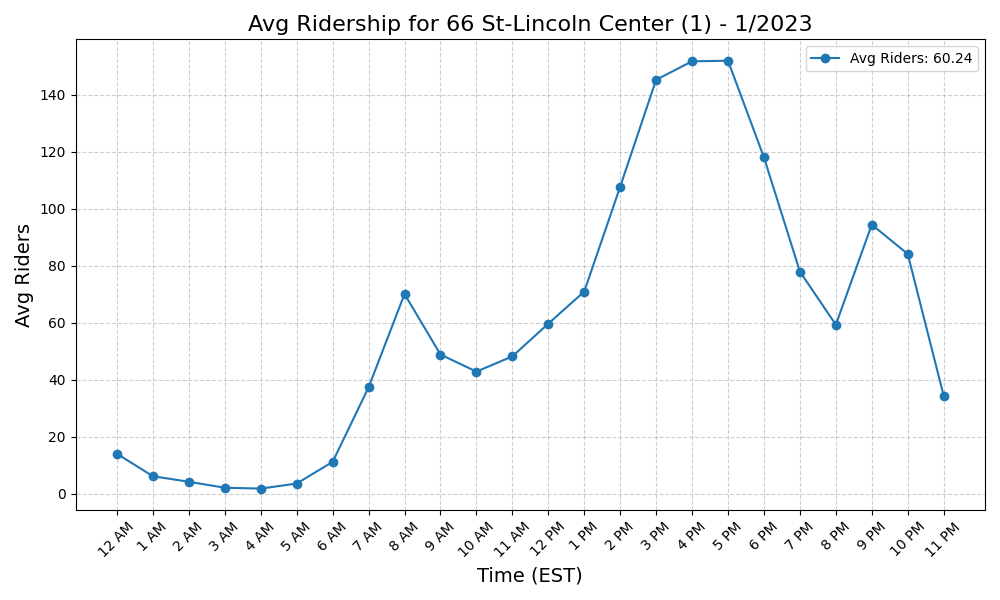 Avg Ridership for 66 St-Lincoln Center (1) - 1/2023
Avg Riders: 60.24
Avg Riders
140
120
100
80
60
40
20
0
12 AM
1 AM
2 AM
3 AM
4 AM
5 AM
6 AM
7 AM
8 AM
9 AM
10 AM
11 AM
12 PM
1 PM
2 PM
3 PM
4 PM
5 PM
6 PM
7 PM
8 PM
9 PM
10 PM
11 PM
Time (EST)